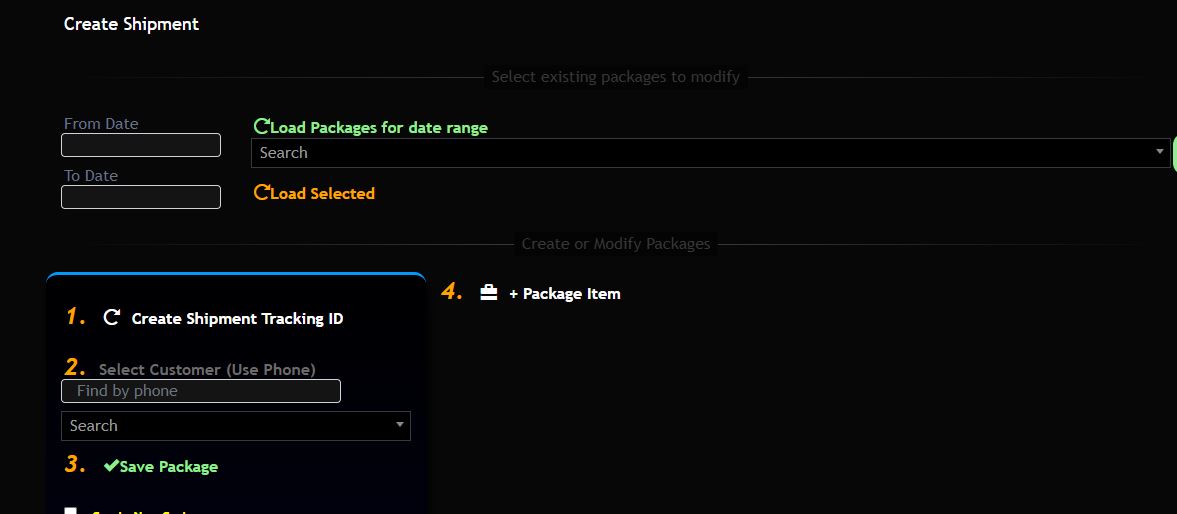 Create Shipment
Select existing packages to modify
From Date
Load Packages for date range
Search
To Date
Load Selected
Create or Modify Packages
4. + Package Item
1. Create Shipment Tracking ID
2. Select Customer (Use Phone)
Find by phone
Search
3. Save Package